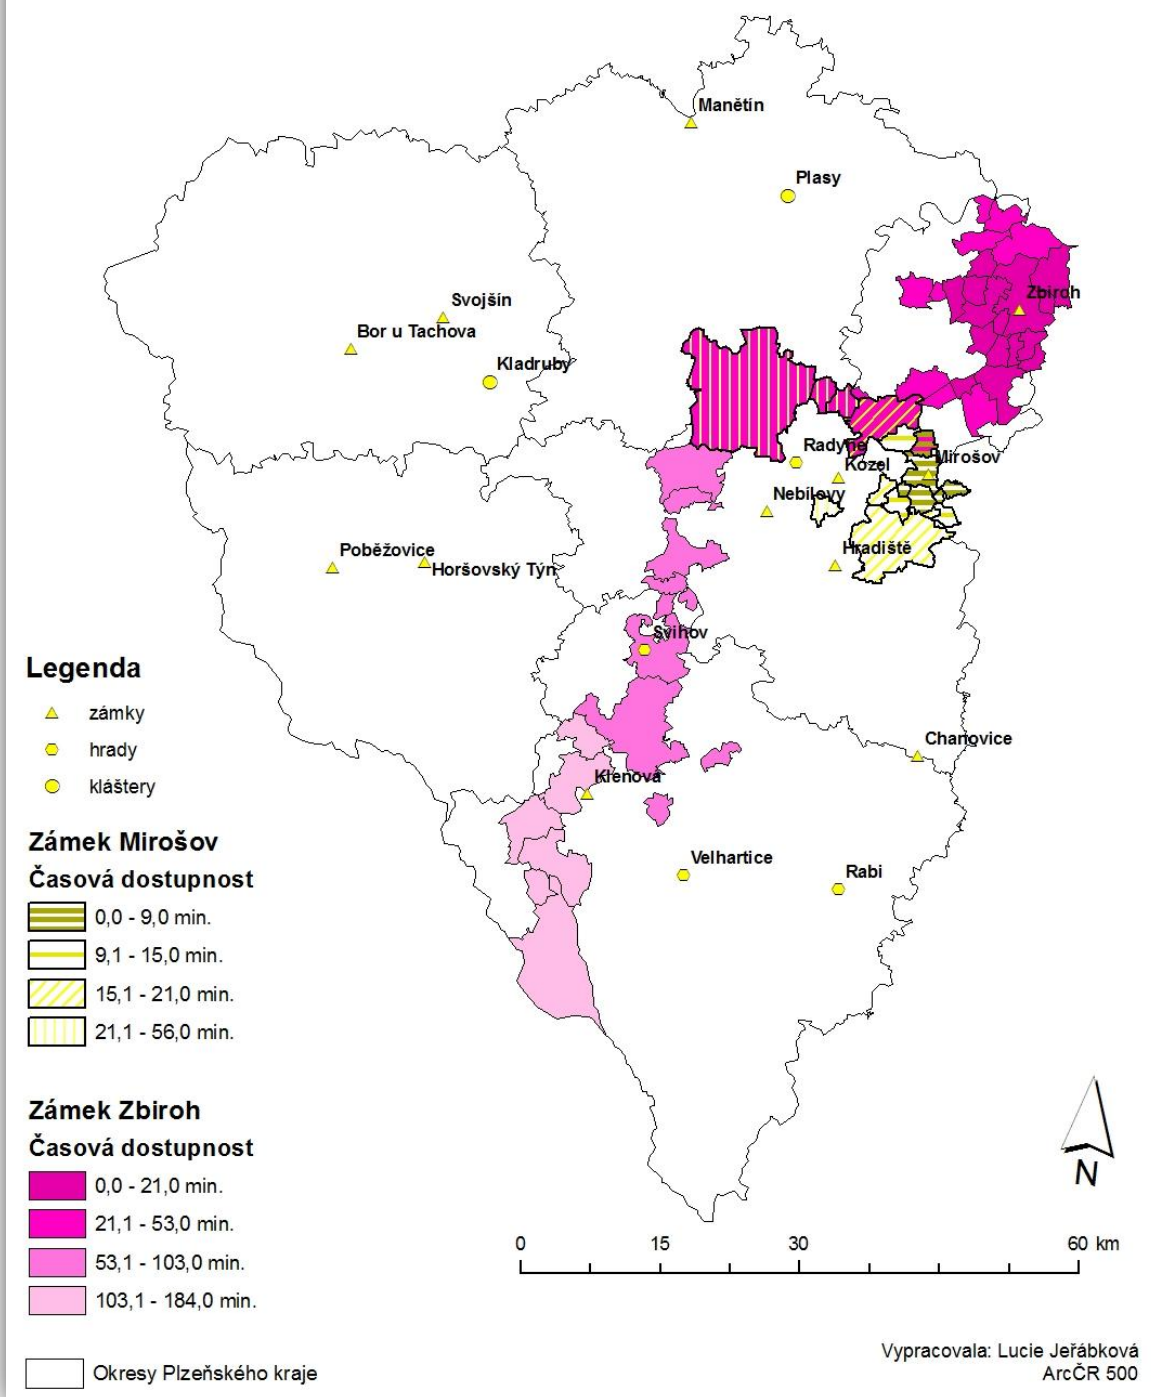 Manětín
Plasy
Zbiroh
Svojšín
Bor u Tachova
Kladruby
Radyně
Mirošov
Kozel
Nebílovy
Hradiště
Poběžovice
Horšovský Týn
Švihov
Chanovice
Klenová
Velhartice
Rabí
Legenda
zámky
hrady
kláštery
Zámek Mirošov
Časová dostupnost
0,0 - 9,0 min.
9,1 - 15,0 min.
15,1 - 21,0 min.
21,1 - 56,0 min.
Zámek Zbiroh
Časová dostupnost
0,0 - 21,0 min.
21,1 - 53,0 min.
53,1 - 103,0 min.
103,1 - 184,0 min.
Okresy Plzeňského kraje
N
0 15 30 60 km
Vypracovala: Lucie Jeřábková
ArcČR 500